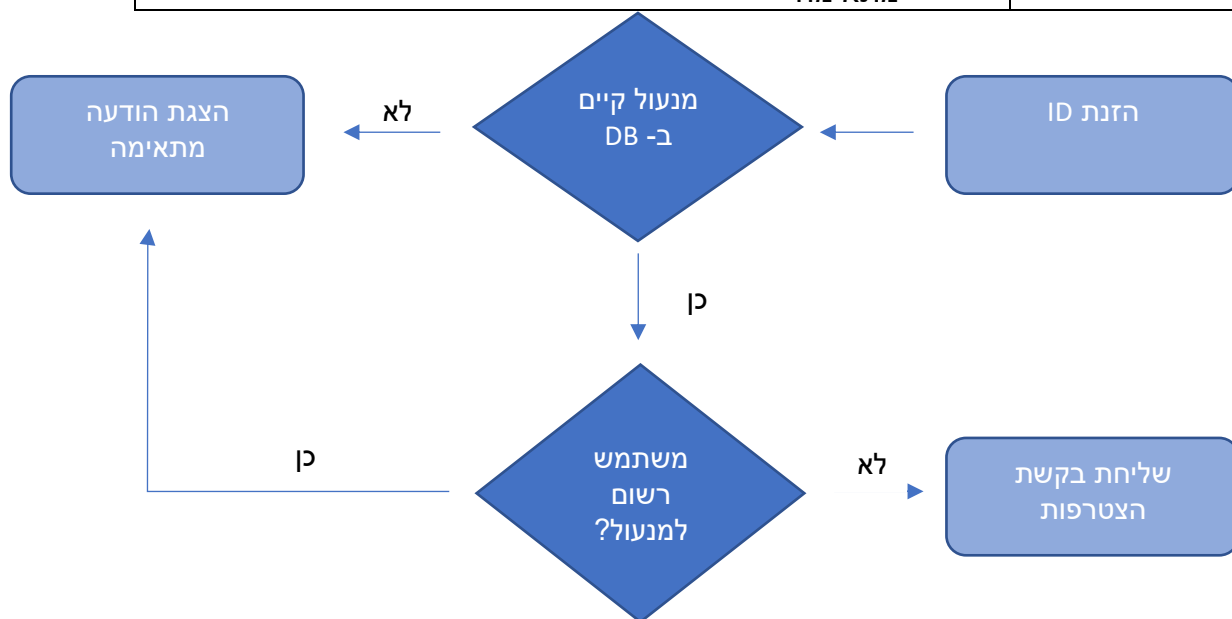 הזנת ID
מנעול קיים
ב- DB
לא
הצגת הודעה
מתאימה
כן
משתמש
רשום
למנעול?
כן
לא
שליחת בקשת
הצטרפות